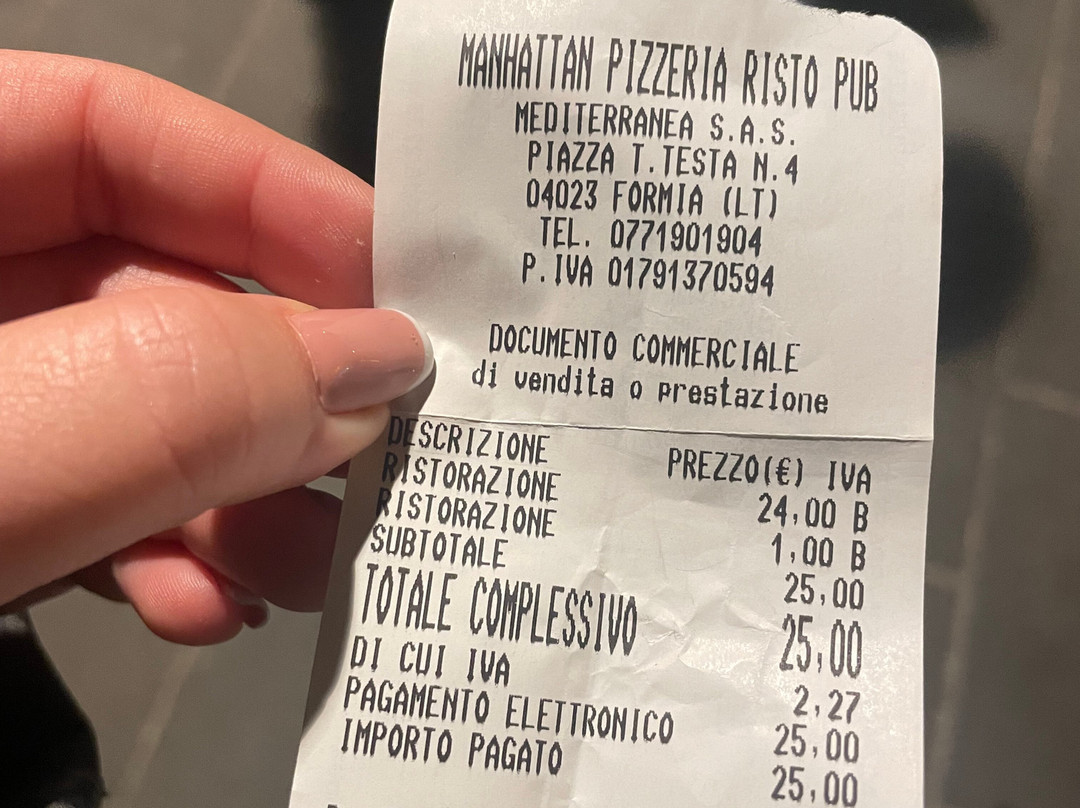 MANHATTAN PIZZERIA RISTO PUB
MEDITERRANEA S.A.S.
PIAZZA T.TESTA N.4
04023 FORMIA (LT)
TEL. 0771901904
P.IVA 01791370594
DOCUMENTO COMMERCIALE
di vendita o prestazione
DESCRIZIONE PREZZO(€) IVA
RISTORAZIONE 24,00 B
RISTORAZIONE 1,00 B
SUBTOTALE 25,00
TOTALE COMPLESSIVO 25,00
DI CUI IVA 2,27
PAGAMENTO ELETTRONICO 25,00
IMPORTO PAGATO 25,00